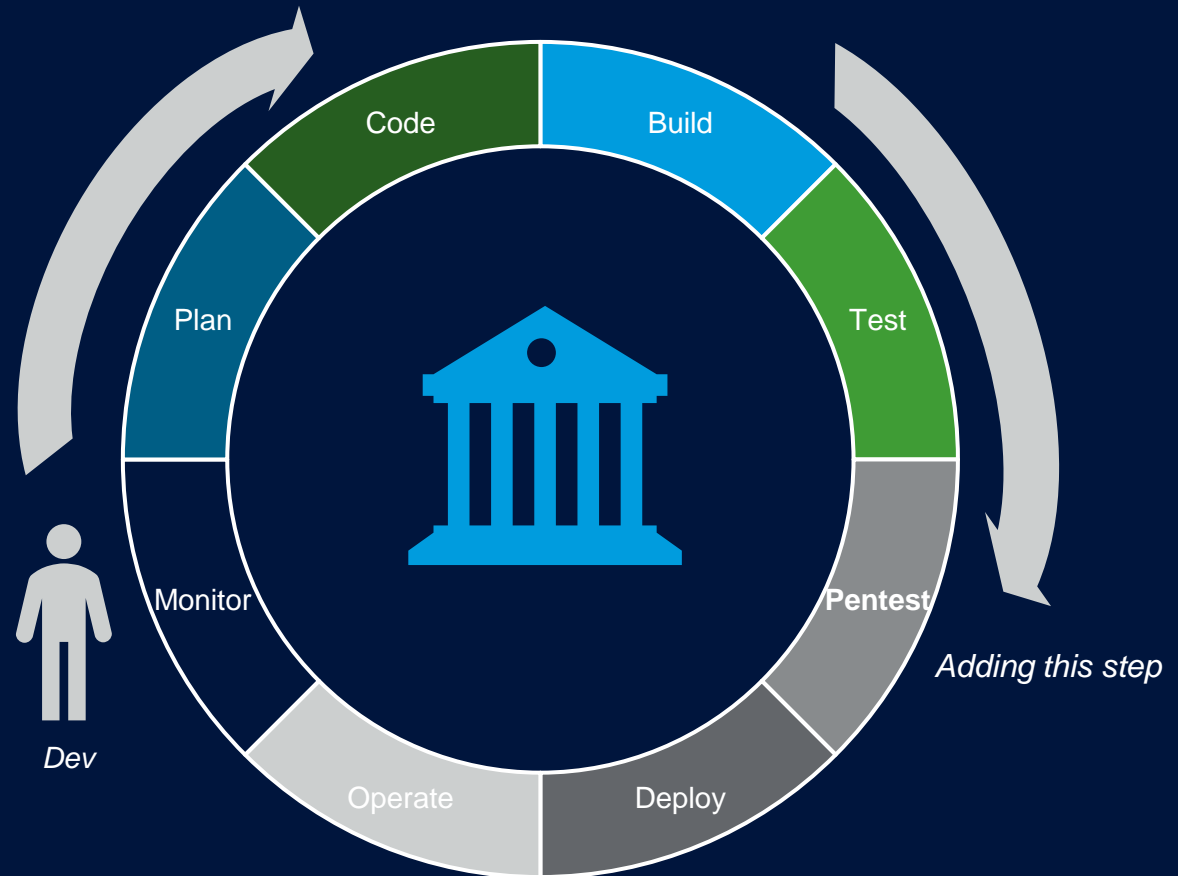 Code
Build
Plan
Test
Monitor
Pentest
Adding this step
Dev
Operate
Deploy